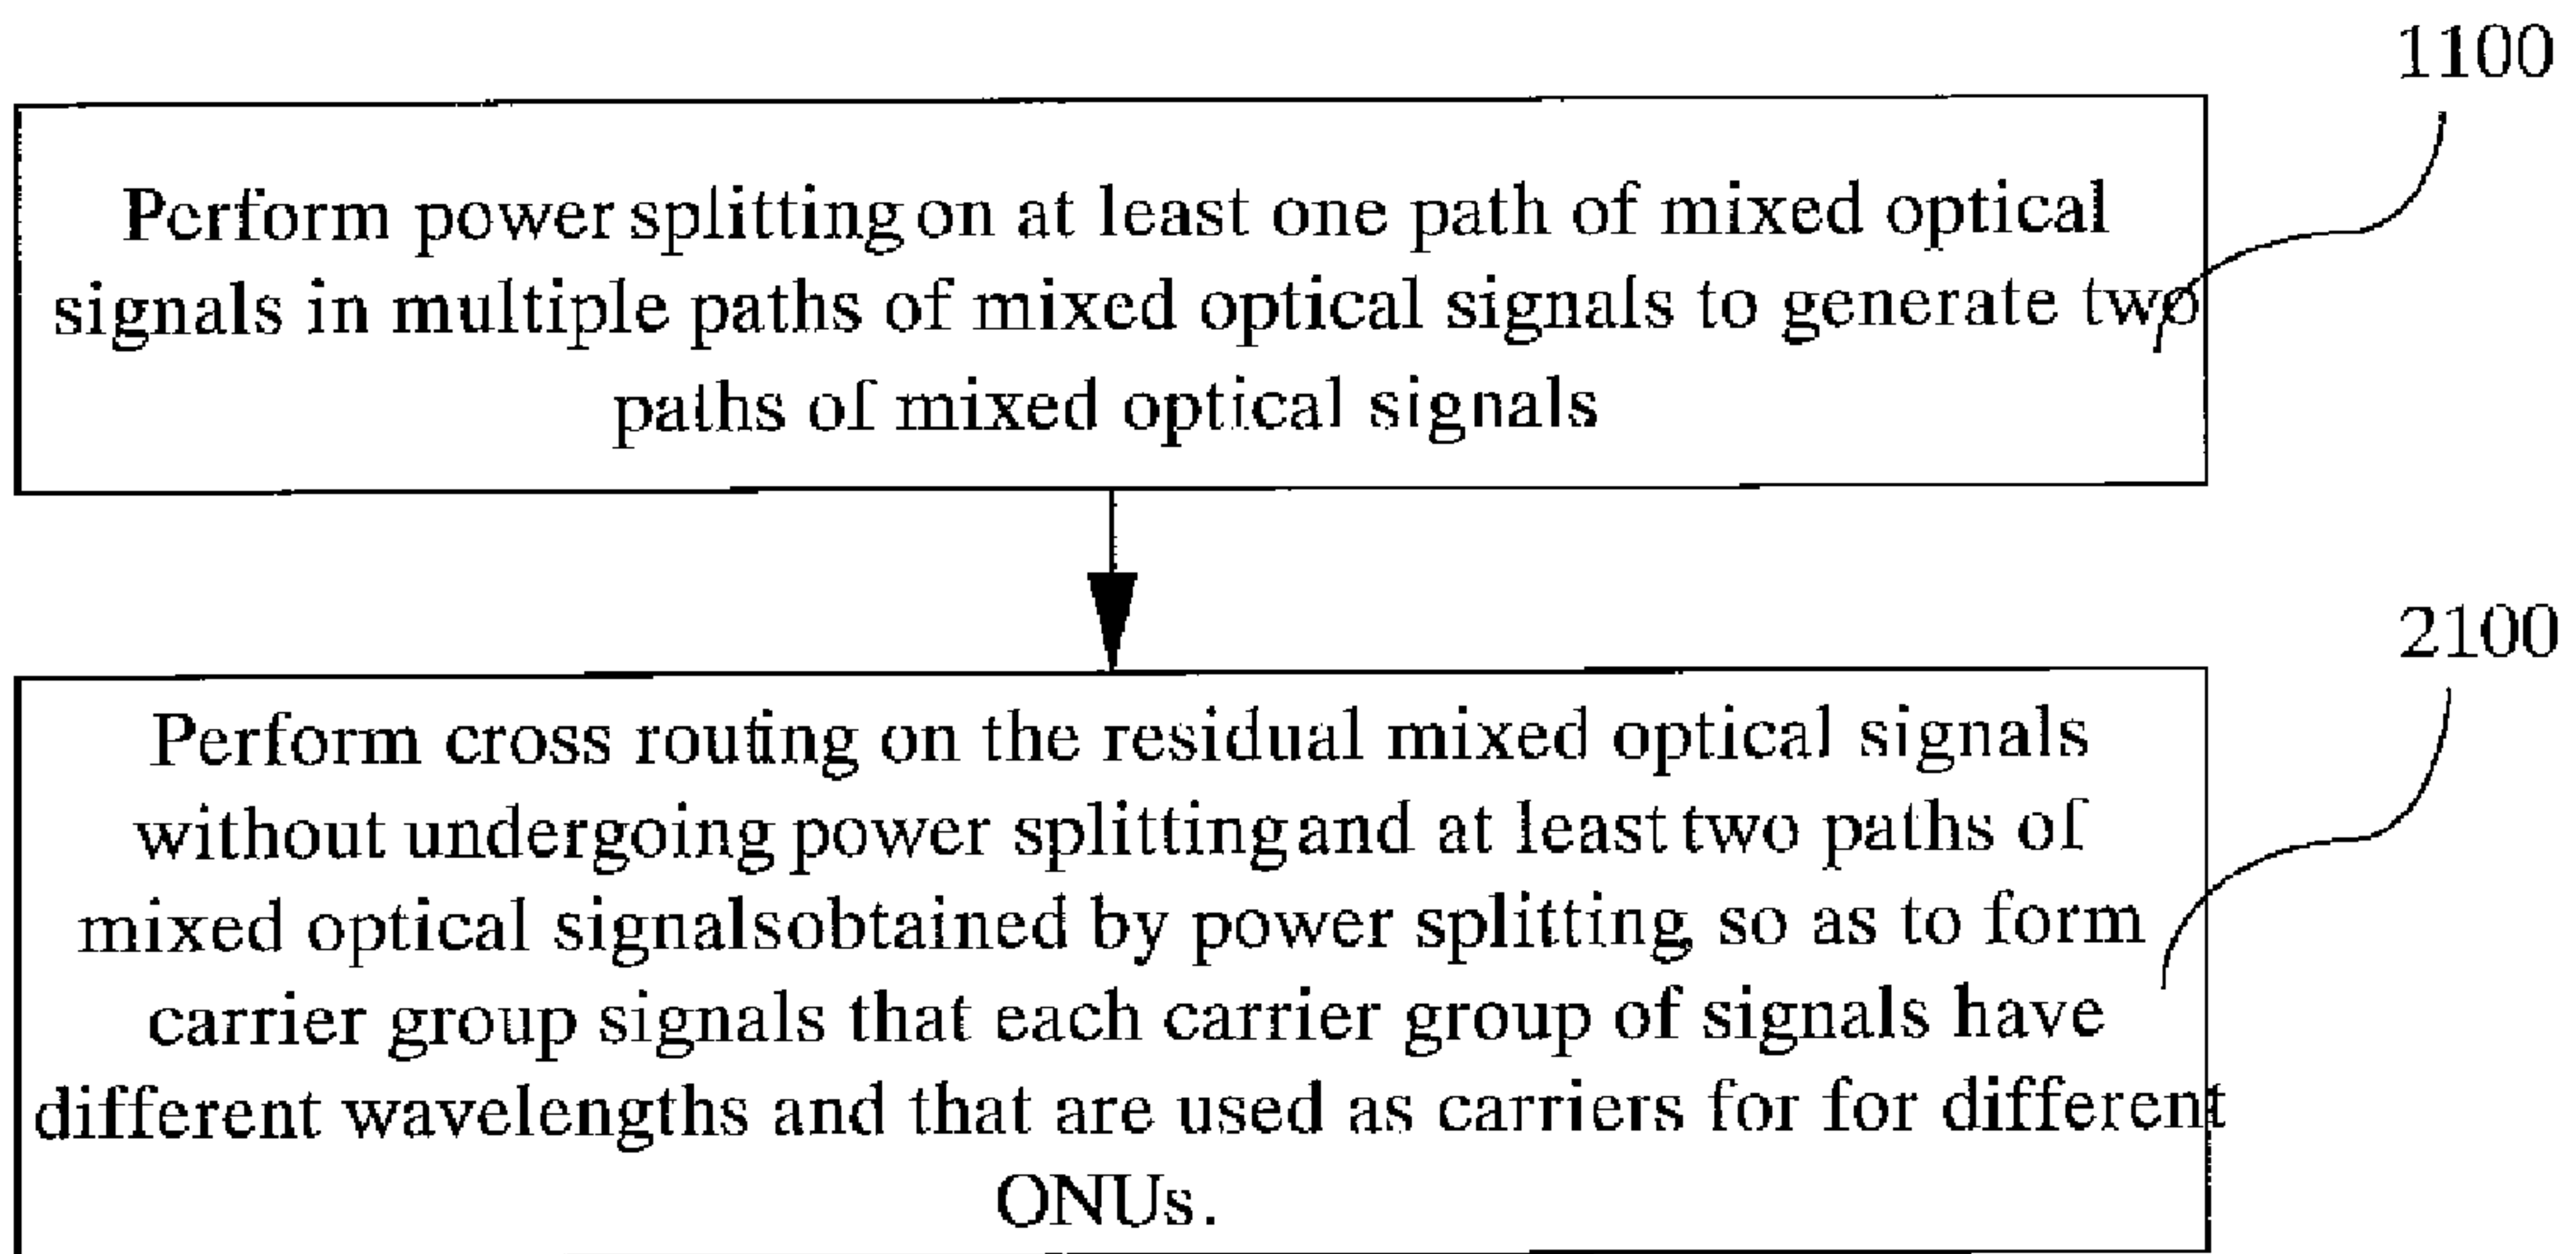 1100
Perform power splitting on at least one path of mixed optical
signals in multiple paths of mixed optical signals to generate two
paths of mixed optical signals
2100
Perform cross routing on the residual mixed optical signals
without undergoing power splitting and at least two paths of
mixed optical signalsobtained by power splitting, so as to form
carrier group signals that each carrier group of signals have
different wavelengths and that are used as carriers for for different
ONUs.